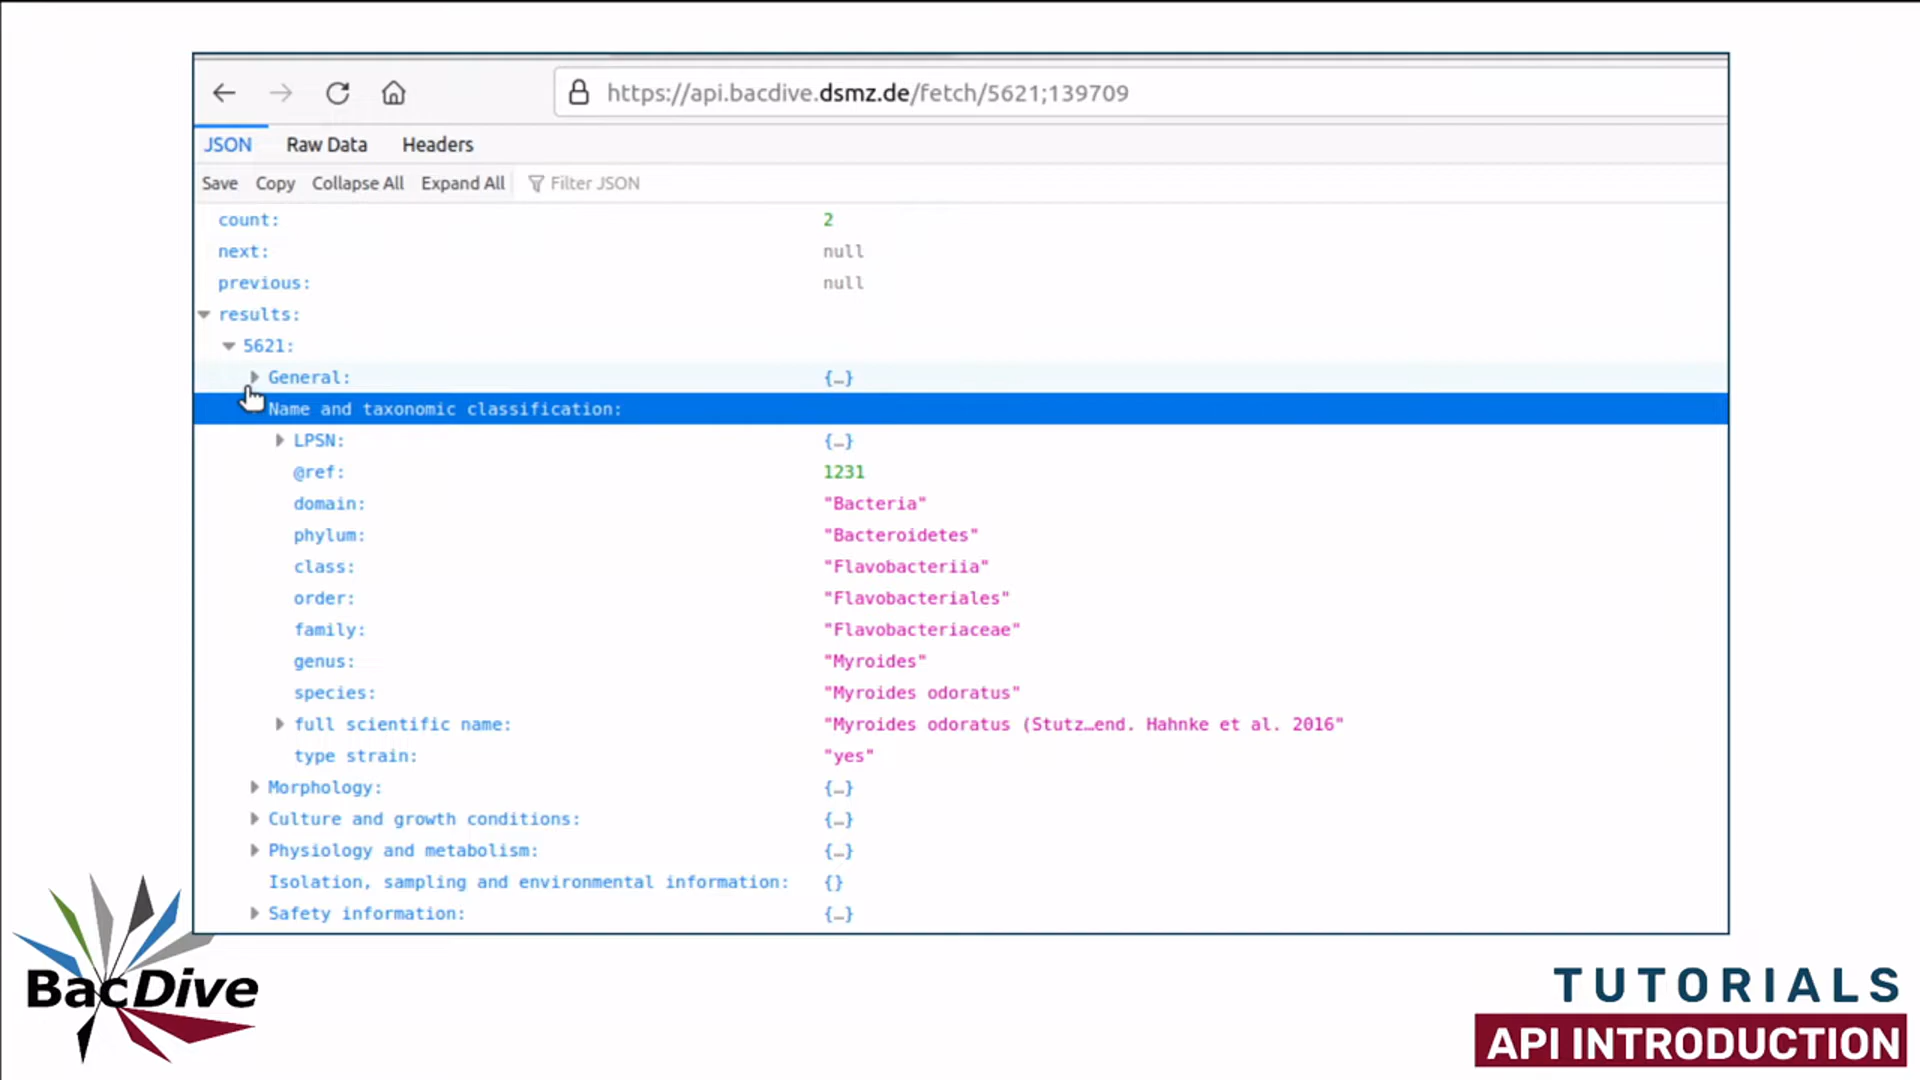 https://api.bacdive.dsmz.de/fetch/5621;139709
JSON Raw Data Headers
Save Copy Collapse All Expand All Filter JSON
count: 2
next: null
previous: null
results:
5621:
General: {…}
Name and taxonomic classification:
LPSN: {…}
@ref: 1231
domain: "Bacteria"
phylum: "Bacteroidetes"
class: "Flavobacteriia"
order: "Flavobacteriales"
family: "Flavobacteriaceae"
genus: "Myroides"
species: "Myroides odoratus"
full scientific name: "Myroides odoratus (Stutz…end. Hahnke et al. 2016"
type strain: "yes"
Morphology: {…}
Culture and growth conditions: {…}
Physiology and metabolism: {…}
Isolation, sampling and environmental information: {}
Safety information: {…}
BacDive
TUTORIALS
API INTRODUCTION